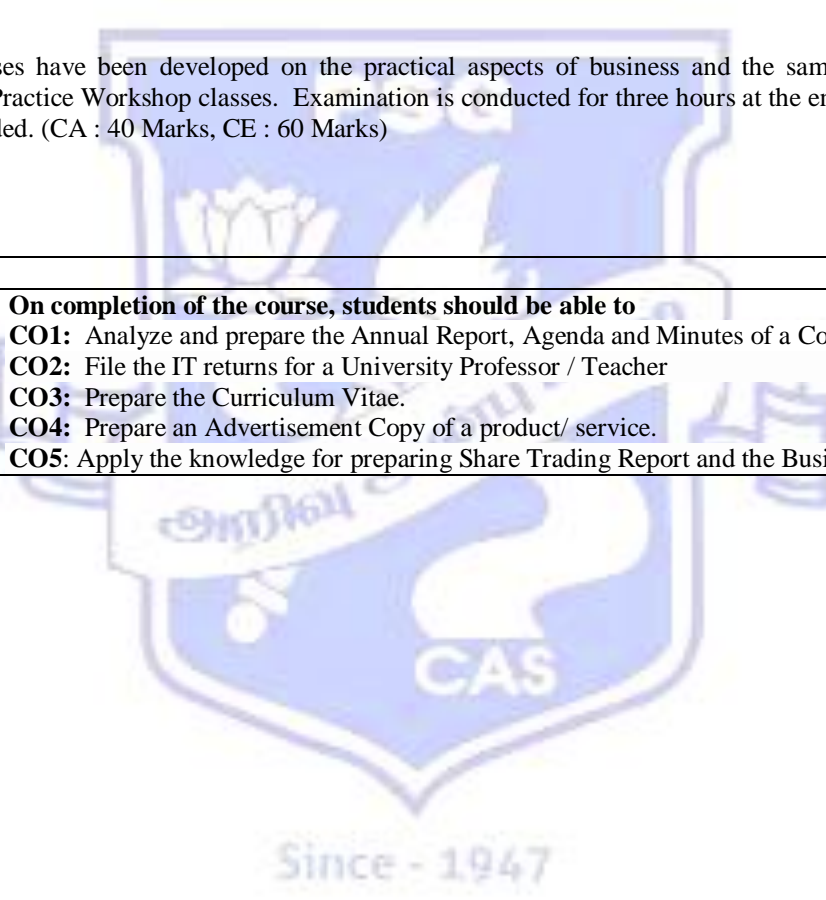 ses have been developed on the practical aspects of business and the sam
Practice Workshop classes. Examination is conducted for three hours at the en
led. (CA : 40 Marks, CE : 60 Marks)
PSG
On completion of the course, students should be able to
CO1: Analyze and prepare the Annual Report, Agenda and Minutes of a Co
CO2: File the IT returns for a University Professor / Teacher
CO3: Prepare the Curriculum Vitae.
CO4: Prepare an Advertisement Copy of a product/ service.
CO5: Apply the knowledge for preparing Share Trading Report and the Busi
அறிவு
CAS
Since - 1947